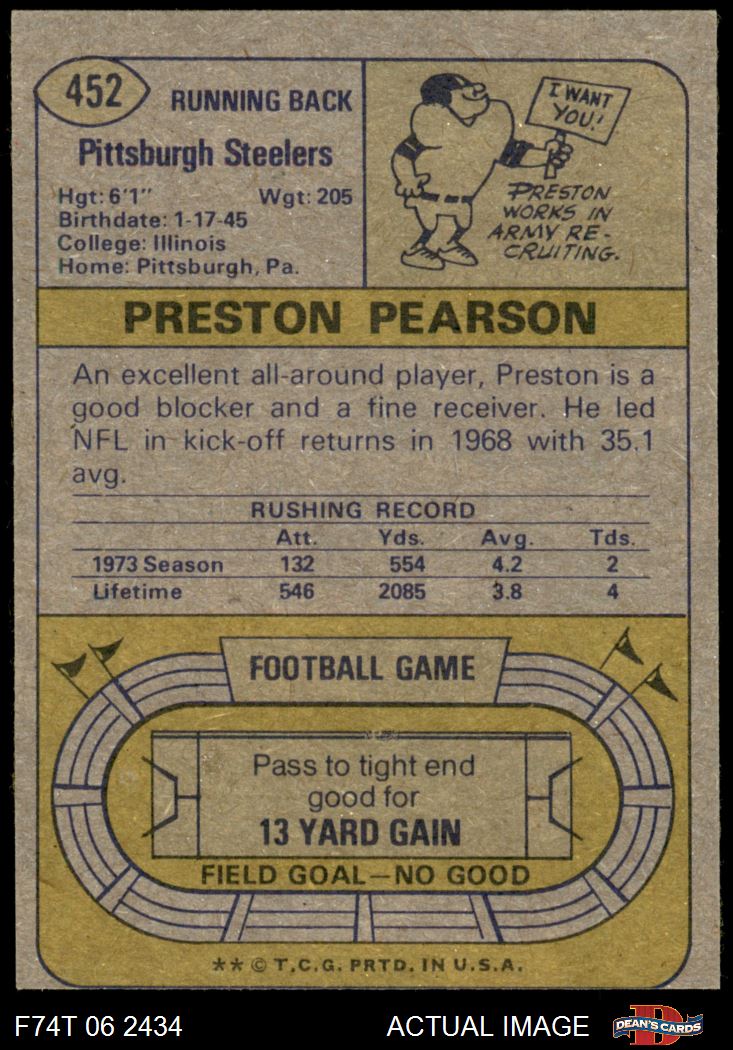 452
RUNNING BACK
Pittsburgh Steelers
Hgt: 6'1" Wgt: 205
Birthdate: 1-17-45
College: Illinois
Home: Pittsburgh, Pa.
I WANT
YOU!
PRESTON
WORKS IN
ARMY RE-
CRUITING.
PRESTON PEARSON
An excellent all-around player, Preston is a
good blocker and a fine receiver. He led
NFL in kick-off returns in 1968 with 35.1
avg.
RUSHING RECORD
Att. Yds. Avg. Tds.
1973 Season 132 554 4.2 2
Lifetime 546 2085 3.8 4
FOOTBALL GAME
Pass to tight end
good for
13 YARD GAIN
FIELD GOAL—NO GOOD
** © T.C.G. PRTD. IN U.S.A.
F74T 06 2434 ACTUAL IMAGE
D
DEAN'S CARDS